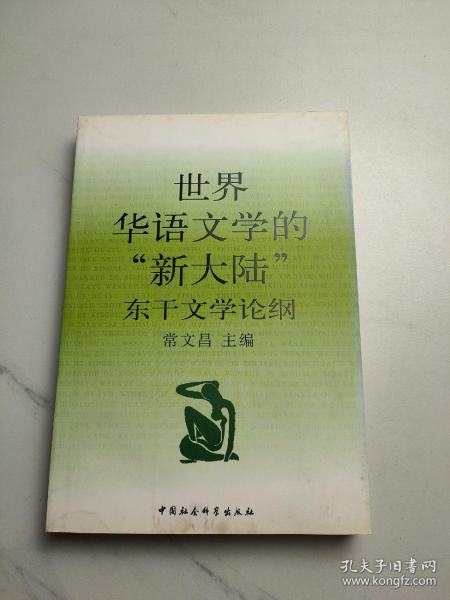 世界
华语文学的
“新大陆”
东干文学论纲
常文昌 主编
中国社会科学出版社
孔夫子旧书网
www.kongfz.com